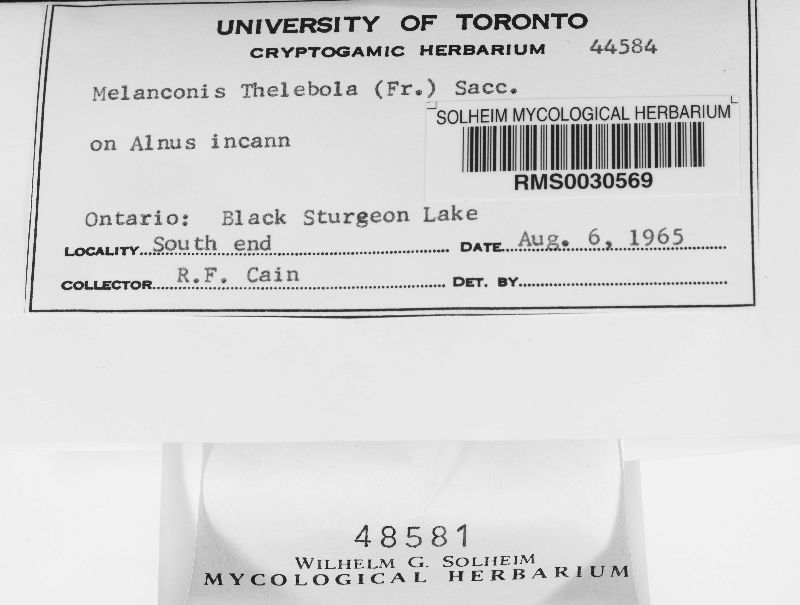 UNIVERSITY OF TORONTO
CRYPTOGAMIC HERBARIUM 44584
Melanconis Thelebola (Fr.) Sacc.
SOLHEIM MYCOLOGICAL HERBARIUM
on Alnus incann
RMS0030569
Ontario: Black Sturgeon Lake
LOCALITY South end DATE Aug. 6, 1965
COLLECTOR R.F. Cain DET. BY
48581
WILHELM G. SOLHEIM
MYCOLOGICAL HERBARIUM